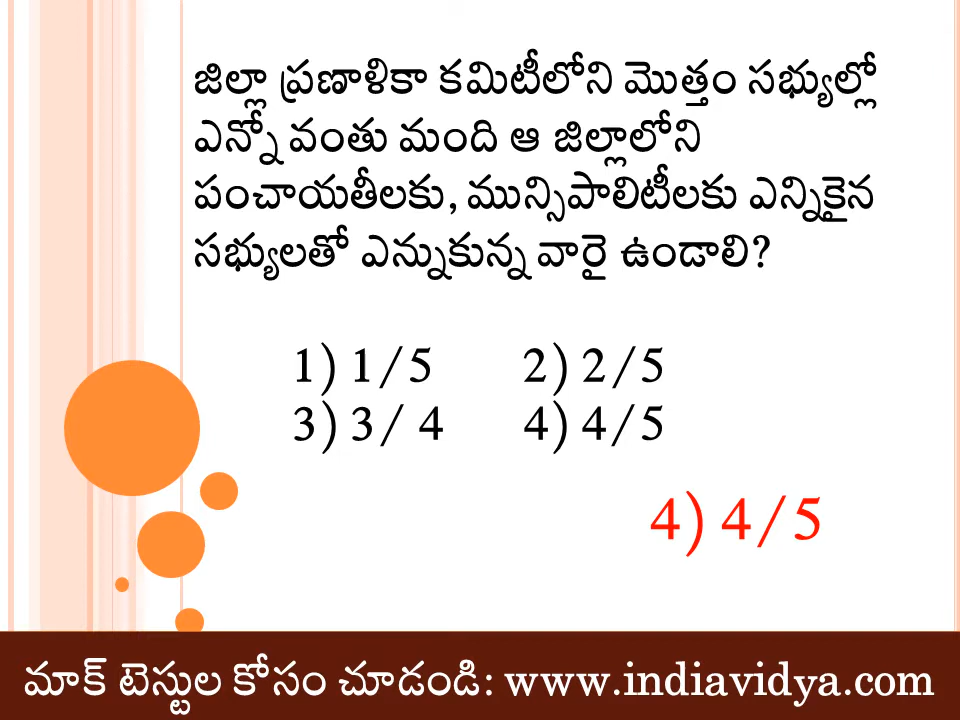 జిల్లా ప్రణాళికా కమిటీలోని మొత్తం సభ్యుల్లో
ఎన్నో వంతు మంది ఆ జిల్లాలోని
పంచాయతీలకు, మున్సిపాలిటీలకు ఎన్నికైన
సభ్యులతో ఎన్నుకున్న వారై ఉండాలి?
1) 1/5 2) 2/5
3) 3/ 4 4) 4/5
4) 4/5
మాక్ టెస్టుల కోసం చూడండి: www.indiavidya.com